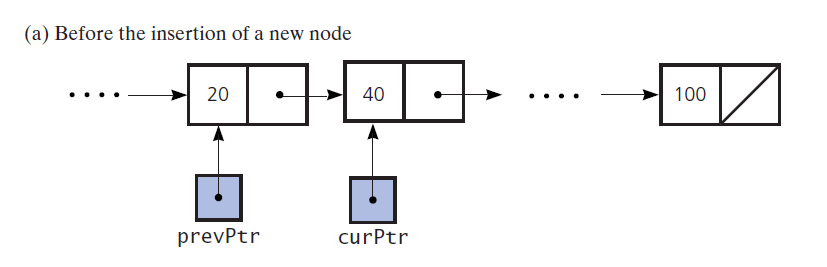 (a) Before the insertion of a new node
20 40 100
prevPtr curPtr